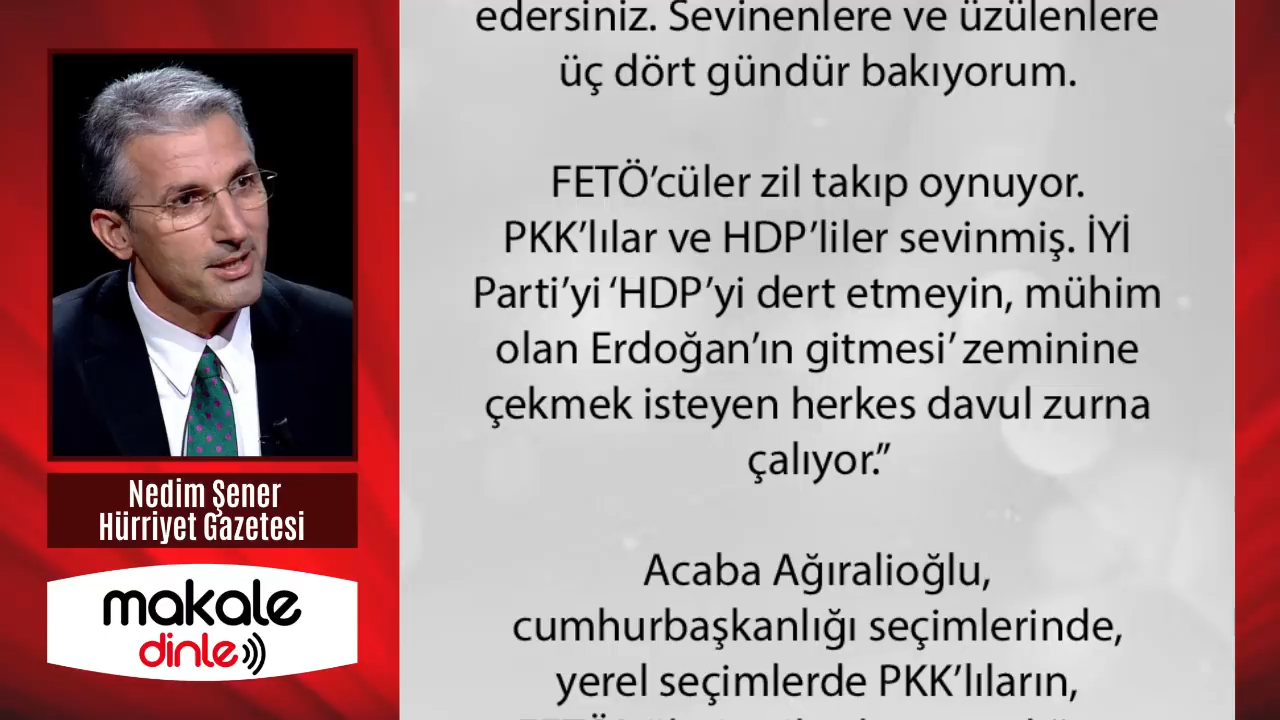 edersiniz. Sevinenlere ve üzülenlere
üç dört gündür bakıyorum.
FETÖ’cüler zil takıp oynuyor.
PKK’lılar ve HDP’liler sevinmiş. İYİ
Parti’yi ‘HDP’yi dert etmeyin, mühim
olan Erdoğan’ın gitmesi’ zeminine
çekmek isteyen herkes davul zurna
çalıyor.”
Acaba Ağıralioğlu,
cumhurbaşkanlığı seçimlerinde,
yerel seçimlerde PKK’lıların,
Nedim Şener
Hürriyet Gazetesi
makale
dinle